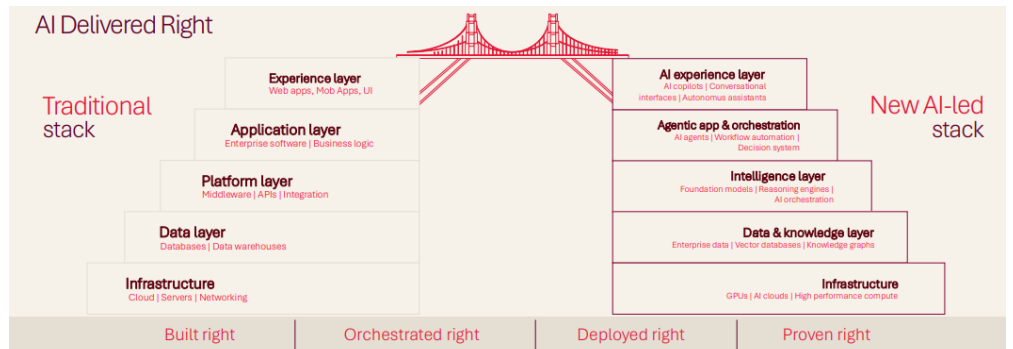 AI Delivered Right
Traditional
stack
Experience layer
Web apps, Mob Apps, UI
Application layer
Enterprise software | Business logic
Platform layer
Middleware | APIs | Integration
Data layer
Databases | Data warehouses
Infrastructure
Cloud | Servers | Networking
New AI-led
stack
AI experience layer
AI copilots | Conversational
interfaces | Autonomus assistants
Agentic app & orchestration
AI agents | Workflow automation |
Decision system
Intelligence layer
Foundation models | Reasoning engines |
AI orchestration
Data & knowledge layer
Enterprise data | Vector databases | Knowledge graphs
Infrastructure
GPUs | AI clouds | High performance compute
Built right
Orchestrated right
Deployed right
Proven right